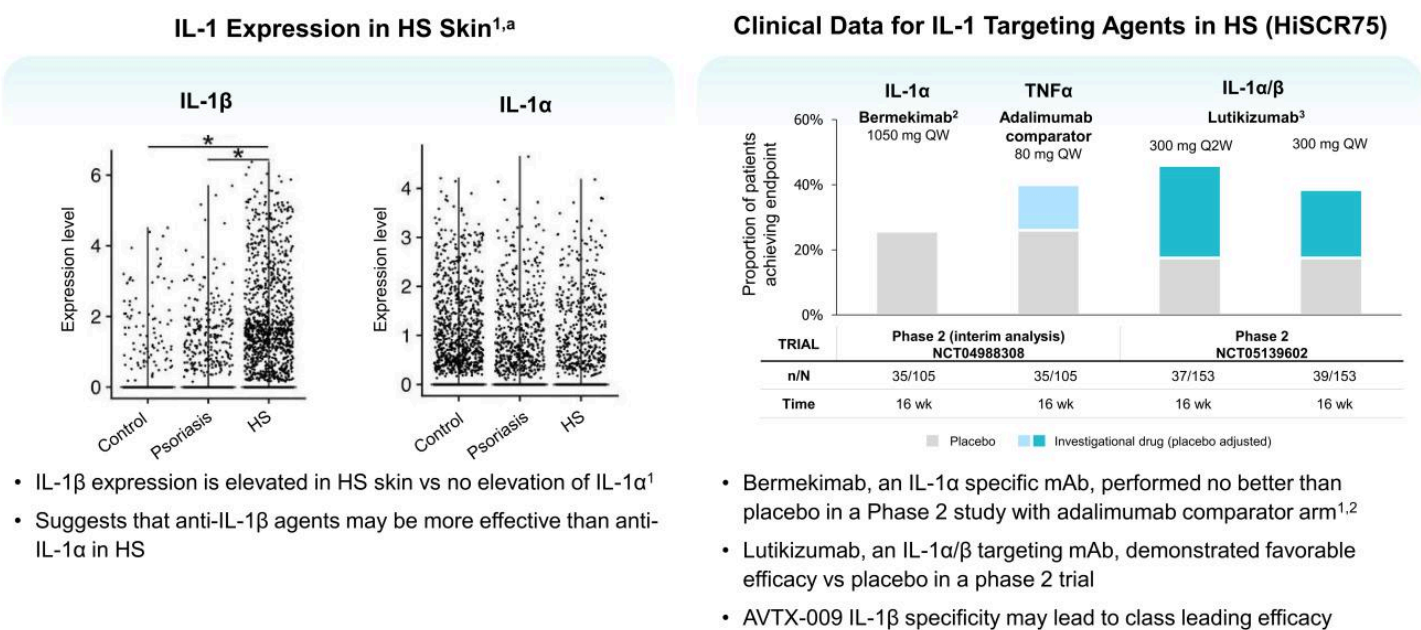 IL-1 Expression in HS Skin1,a
IL-1β
IL-1α
Expression level
6
4
2
0
*
*
Control
Psoriasis
HS
Expression level
4
3
2
1
0
Control
Psoriasis
HS
• IL-1β expression is elevated in HS skin vs no elevation of IL-1α1
• Suggests that anti-IL-1β agents may be more effective than anti-
IL-1α in HS
Clinical Data for IL-1 Targeting Agents in HS (HiSCR75)
IL-1α
TNFα
IL-1α/β
Bermekimab2
1050 mg QW
Adalimumab
comparator
80 mg QW
Lutikizumab3
300 mg Q2W
300 mg QW
Proportion of patients
achieving endpoint
60%
40%
20%
0%
TRIAL
Phase 2 (interim analysis)
NCT04988308
Phase 2
NCT05139602
n/N 35/105 35/105 37/153 39/153
Time 16 wk 16 wk 16 wk 16 wk
Placebo Investigational drug (placebo adjusted)
• Bermekimab, an IL-1α specific mAb, performed no better than
placebo in a Phase 2 study with adalimumab comparator arm1,2
• Lutikizumab, an IL-1α/β targeting mAb, demonstrated favorable
efficacy vs placebo in a phase 2 trial
• AVTX-009 IL-1β specificity may lead to class leading efficacy